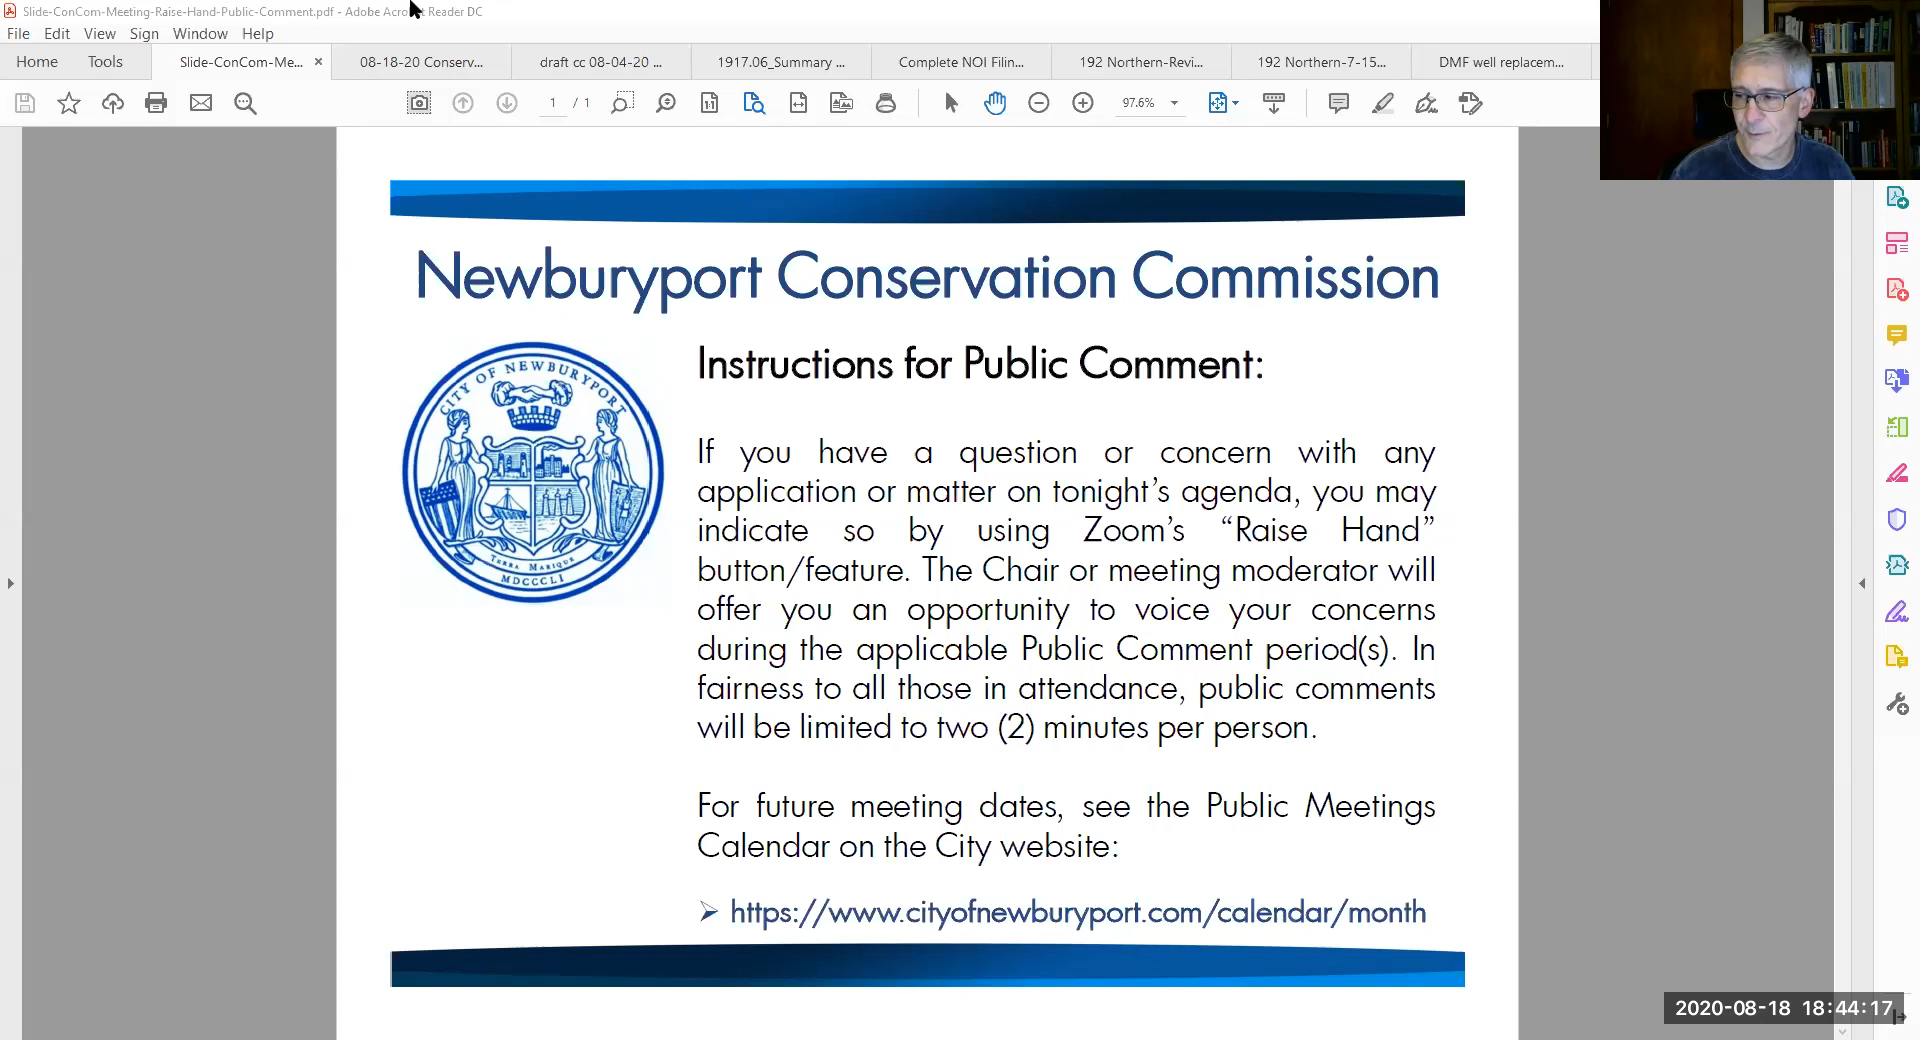 Slide-ConCom-Meeting-Raise-Hand-Public-Comment.pdf - Adobe Acrobat Reader DC
File Edit View Sign Window Help
Home Tools Slide-ConCom-Me... × 08-18-20 Conserv... draft cc 08-04-20 ... 1917.06_Summary ... Complete NOI Filin... 192 Northern-Revi... 192 Northern-7-15... DMF well replacem...
1 / 1 97.6%
Newburyport Conservation Commission
CITY OF NEWBURYPORT
TERRA MARIQUE
MDCCCLI
Instructions for Public Comment:
If you have a question or concern with any
application or matter on tonight's agenda, you may
indicate so by using Zoom's “Raise Hand”
button/feature. The Chair or meeting moderator will
offer you an opportunity to voice your concerns
during the applicable Public Comment period(s). In
fairness to all those in attendance, public comments
will be limited to two (2) minutes per person.
For future meeting dates, see the Public Meetings
Calendar on the City website:
➢ https://www.cityofnewburyport.com/calendar/month
2020-08-18 18:44:17